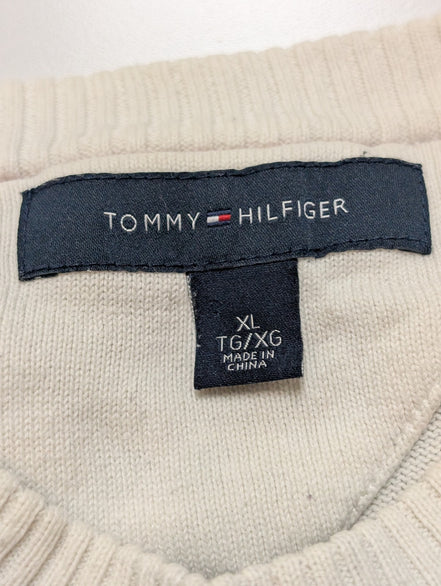 TOMMY HILFIGER
XL
TG/XG
MADE IN
CHINA